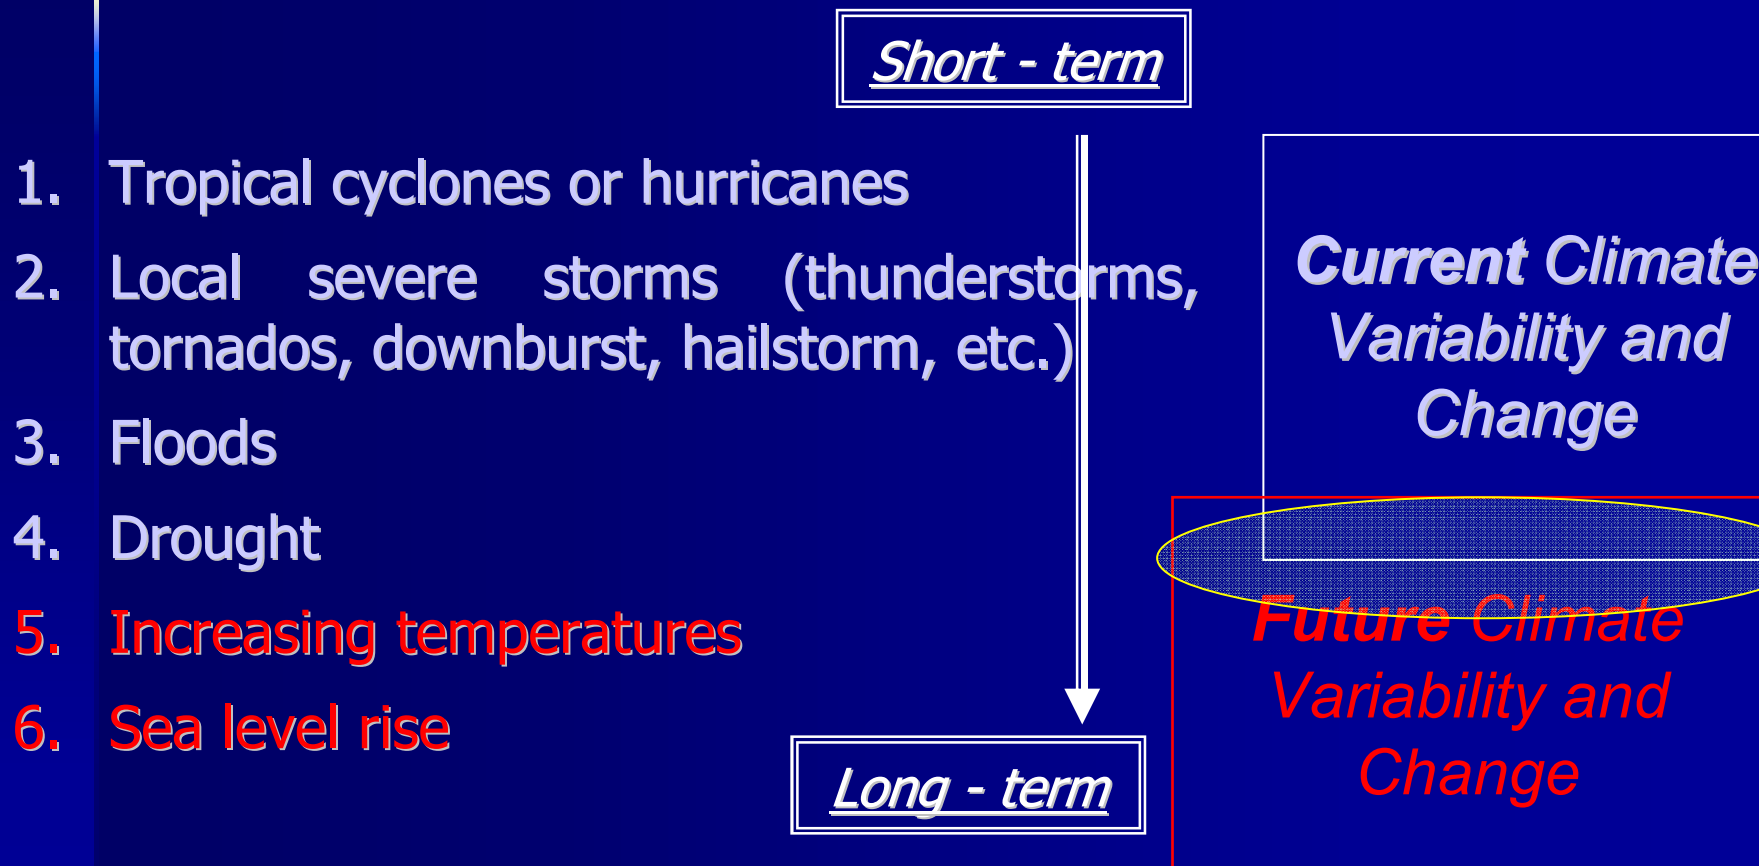 Short - term
1. Tropical cyclones or hurricanes
2. Local severe storms (thunderstorms,
tornados, downburst, hailstorm, etc.)
3. Floods
4. Drought
5. Increasing temperatures
6. Sea level rise
Long - term
Current Climate
Variability and
Change
Future Climate
Variability and
Change